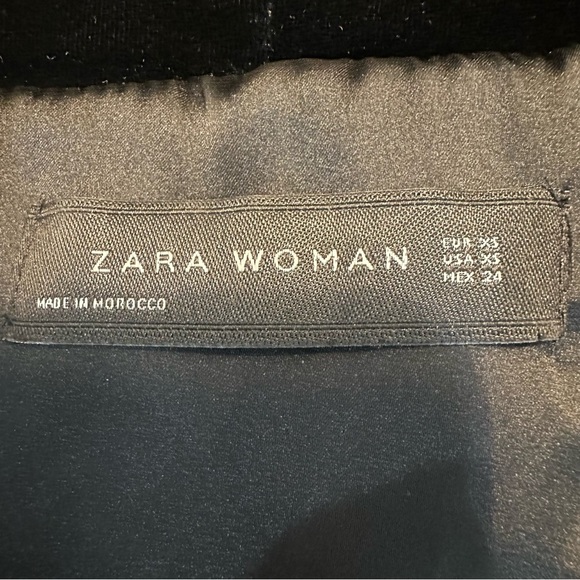 ZARA WOMAN
EUR XS
USA XS
MEX 24
MADE IN MOROCCO